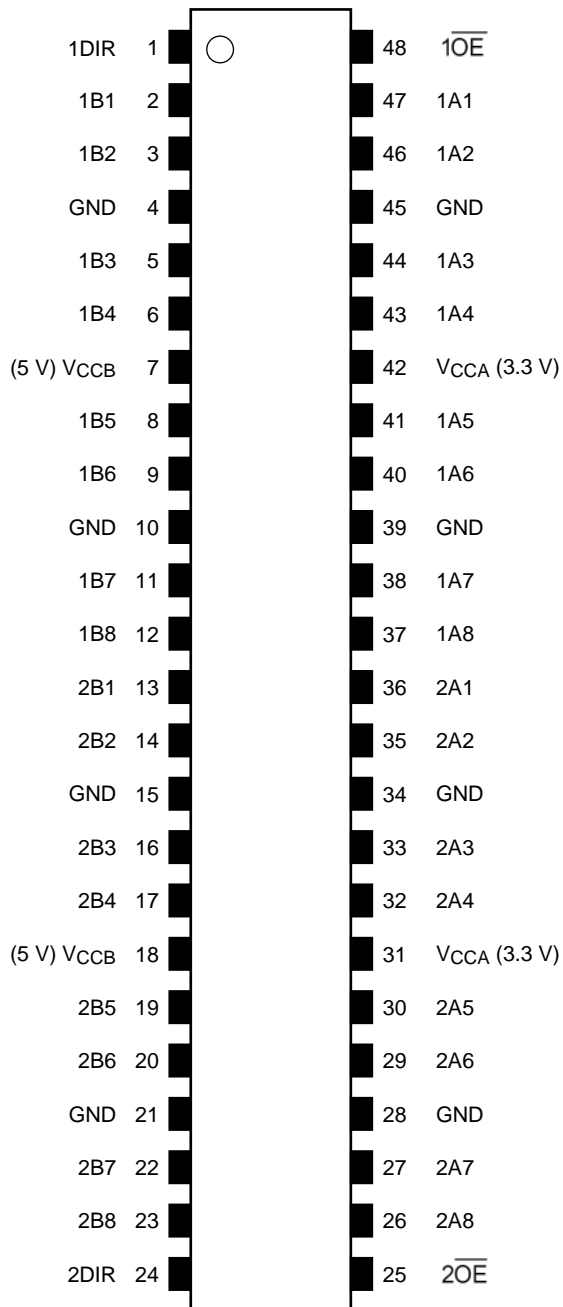 1DIR 1 48 1O̅E̅
1B1 2 47 1A1
1B2 3 46 1A2
GND 4 45 GND
1B3 5 44 1A3
1B4 6 43 1A4
(5 V) VCCB 7 42 VCCA (3.3 V)
1B5 8 41 1A5
1B6 9 40 1A6
GND 10 39 GND
1B7 11 38 1A7
1B8 12 37 1A8
2B1 13 36 2A1
2B2 14 35 2A2
GND 15 34 GND
2B3 16 33 2A3
2B4 17 32 2A4
(5 V) VCCB 18 31 VCCA (3.3 V)
2B5 19 30 2A5
2B6 20 29 2A6
GND 21 28 GND
2B7 22 27 2A7
2B8 23 26 2A8
2DIR 24 25 2O̅E̅